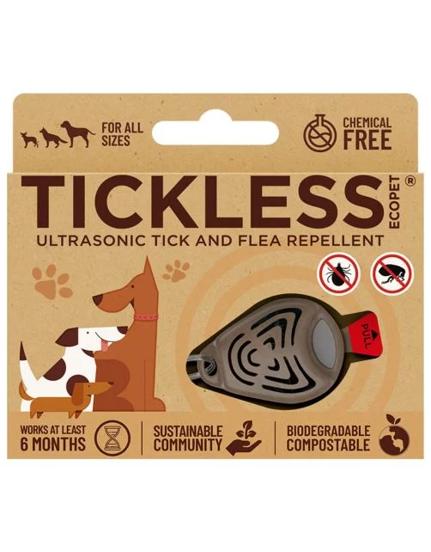 FOR ALL
SIZES
CHEMICAL
FREE
TICKLESS®
ECOPET
ULTRASONIC TICK AND FLEA REPELLENT
PULL
WORKS AT LEAST
6 MONTHS
SUSTAINABLE
COMMUNITY
BIODEGRADABLE
COMPOSTABLE